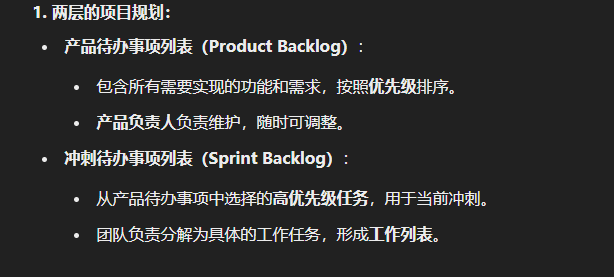 1. 两层的项目规划：
• 产品待办事项列表（Product Backlog）：
• 包含所有需要实现的功能和需求，按照优先级排序。
• 产品负责人负责维护，随时可调整。
• 冲刺待办事项列表（Sprint Backlog）：
• 从产品待办事项中选择的高优先级任务，用于当前冲刺。
• 团队负责分解为具体的工作任务，形成工作列表。